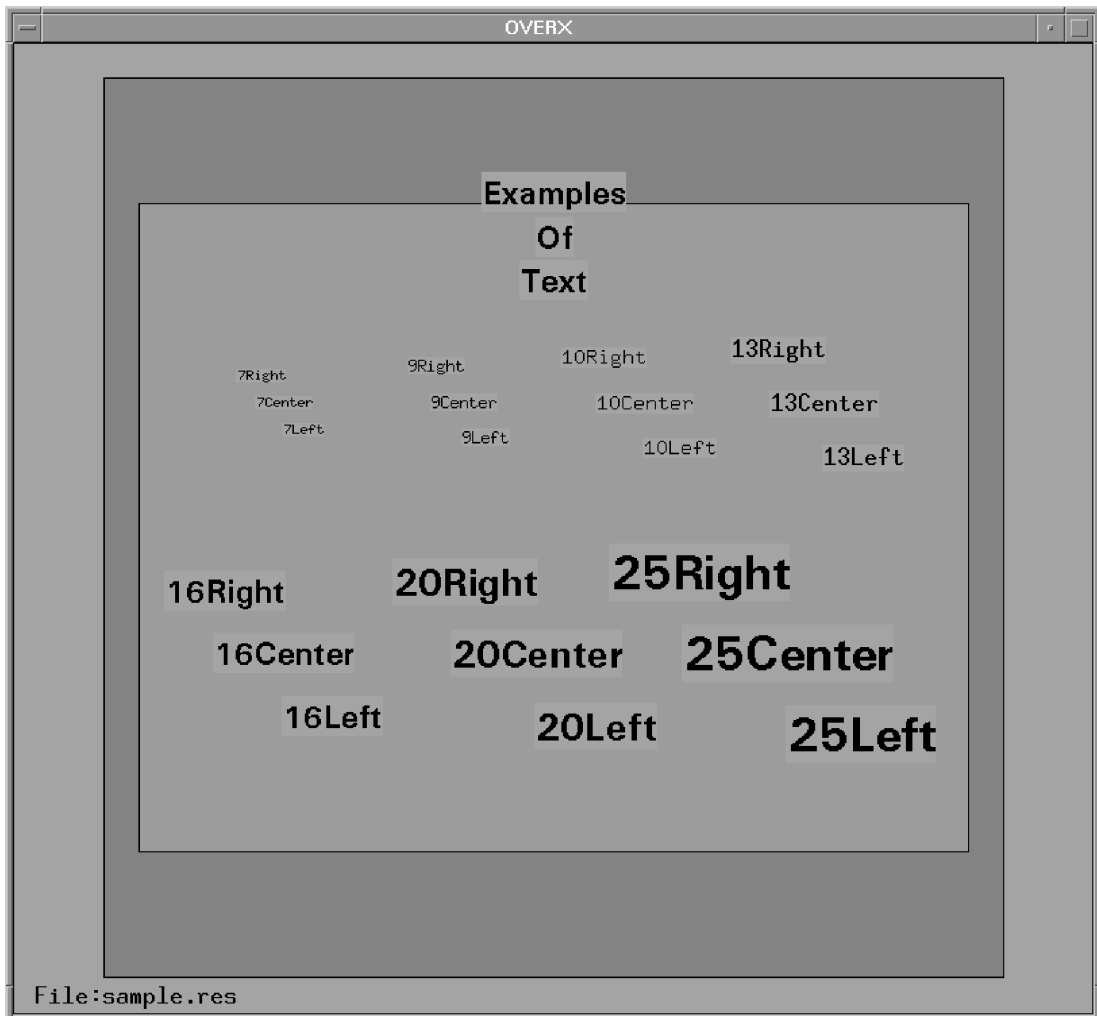 OVERX
Examples
Of
Text
7Right 9Right 10Right 13Right
7Center 9Center 10Center 13Center
7Left 9Left 10Left 13Left
16Right 20Right 25Right
16Center 20Center 25Center
16Left 20Left 25Left
File:sample.res